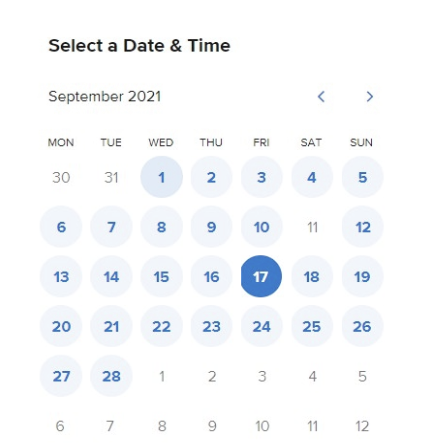 Select a Date & Time
September 2021
MON TUE WED THU FRI SAT SUN
30 31 1 2 3 4 5
6 7 8 9 10 11 12
13 14 15 16 17 18 19
20 21 22 23 24 25 26
27 28 1 2 3 4 5
6 7 8 9 10 11 12